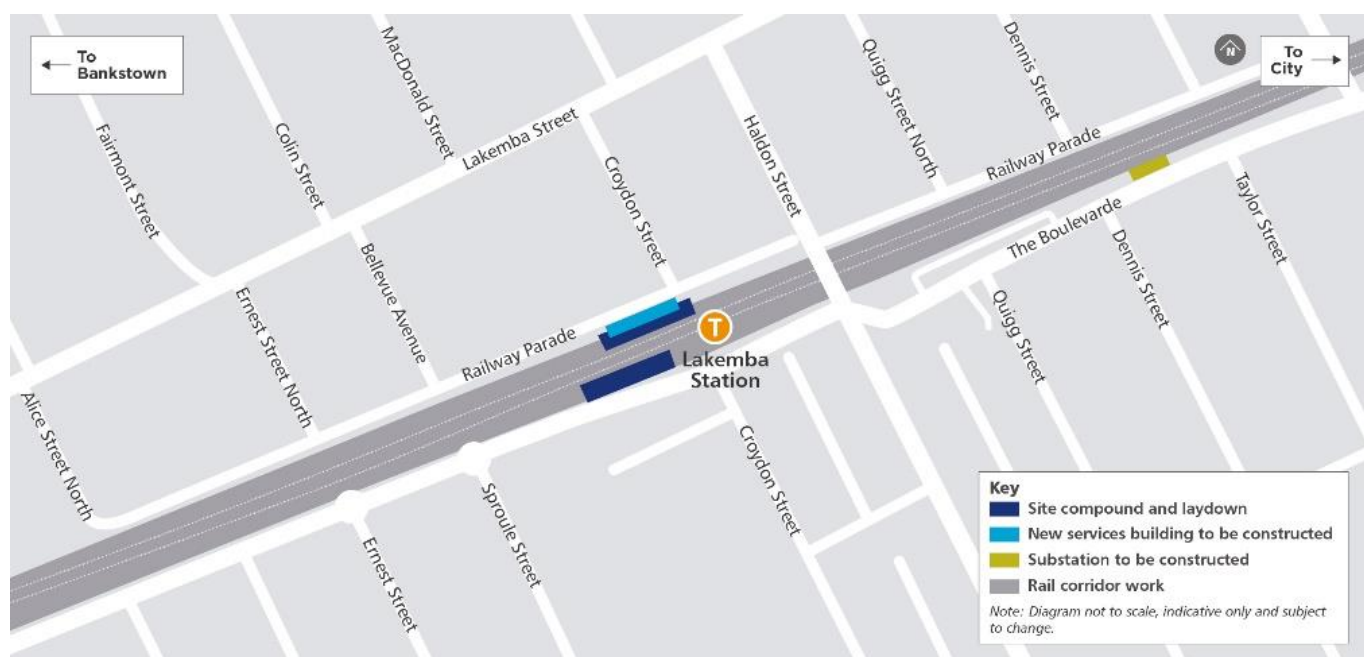 To
Bankstown
MacDonald Street
Quigg Street North
Dennis Street
N
To
City
Fairmont Street
Colin Street
Lakemba Street
Croydon Street
Haldon Street
Railway Parade
Taylor Street
The Boulevarde
Dennis Street
Bellevue Avenue
Ernest Street North
Quigg Street
Railway Parade
T
Lakemba
Station
Alice Street North
Croydon Street
Sproule Street
Ernest Street
Key
Site compound and laydown
New services building to be constructed
Substation to be constructed
Rail corridor work
Note: Diagram not to scale, indicative only and subject
to change.